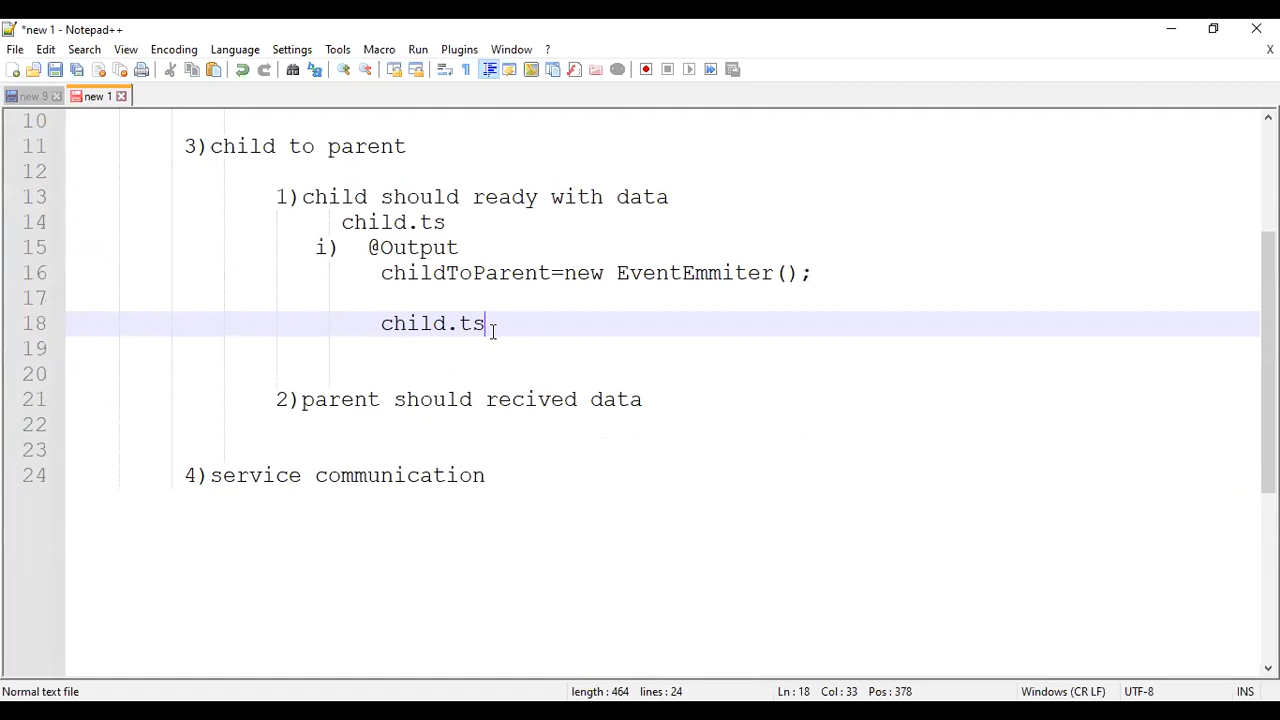 *new 1 - Notepad++
File Edit Search View Encoding Language Settings Tools Macro Run Plugins Window ? X
new 9 new 1
10
11 3)child to parent
12
13 1)child should ready with data
14 child.ts
15 i) @Output
16 childToParent=new EventEmmiter();
17
18 child.ts
19
20
21 2)parent should recived data
22
23
24 4)service communication
Normal text file length : 464 lines : 24 Ln : 18 Col : 33 Pos : 378 Windows (CR LF) UTF-8 INS